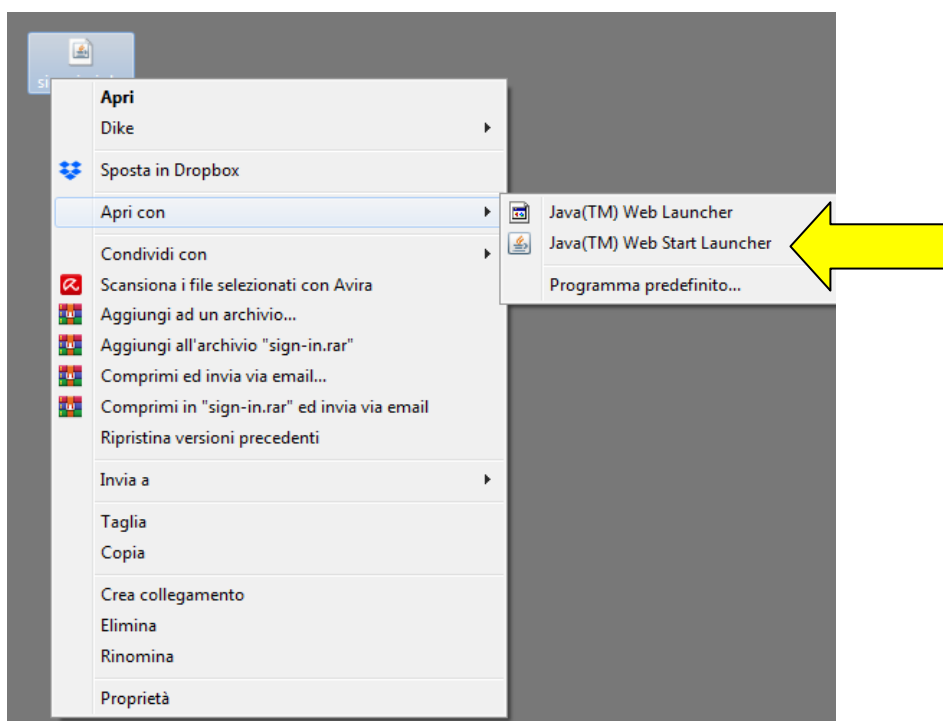 Apri
Dike
Sposta in Dropbox
Apri con
Java(TM) Web Launcher
Java(TM) Web Start Launcher
Programma predefinito...
Condividi con
Scansiona i file selezionati con Avira
Aggiungi ad un archivio...
Aggiungi all'archivio "sign-in.rar"
Comprimi ed invia via email...
Comprimi in "sign-in.rar" ed invia via email
Ripristina versioni precedenti
Invia a
Taglia
Copia
Crea collegamento
Elimina
Rinomina
Proprietà